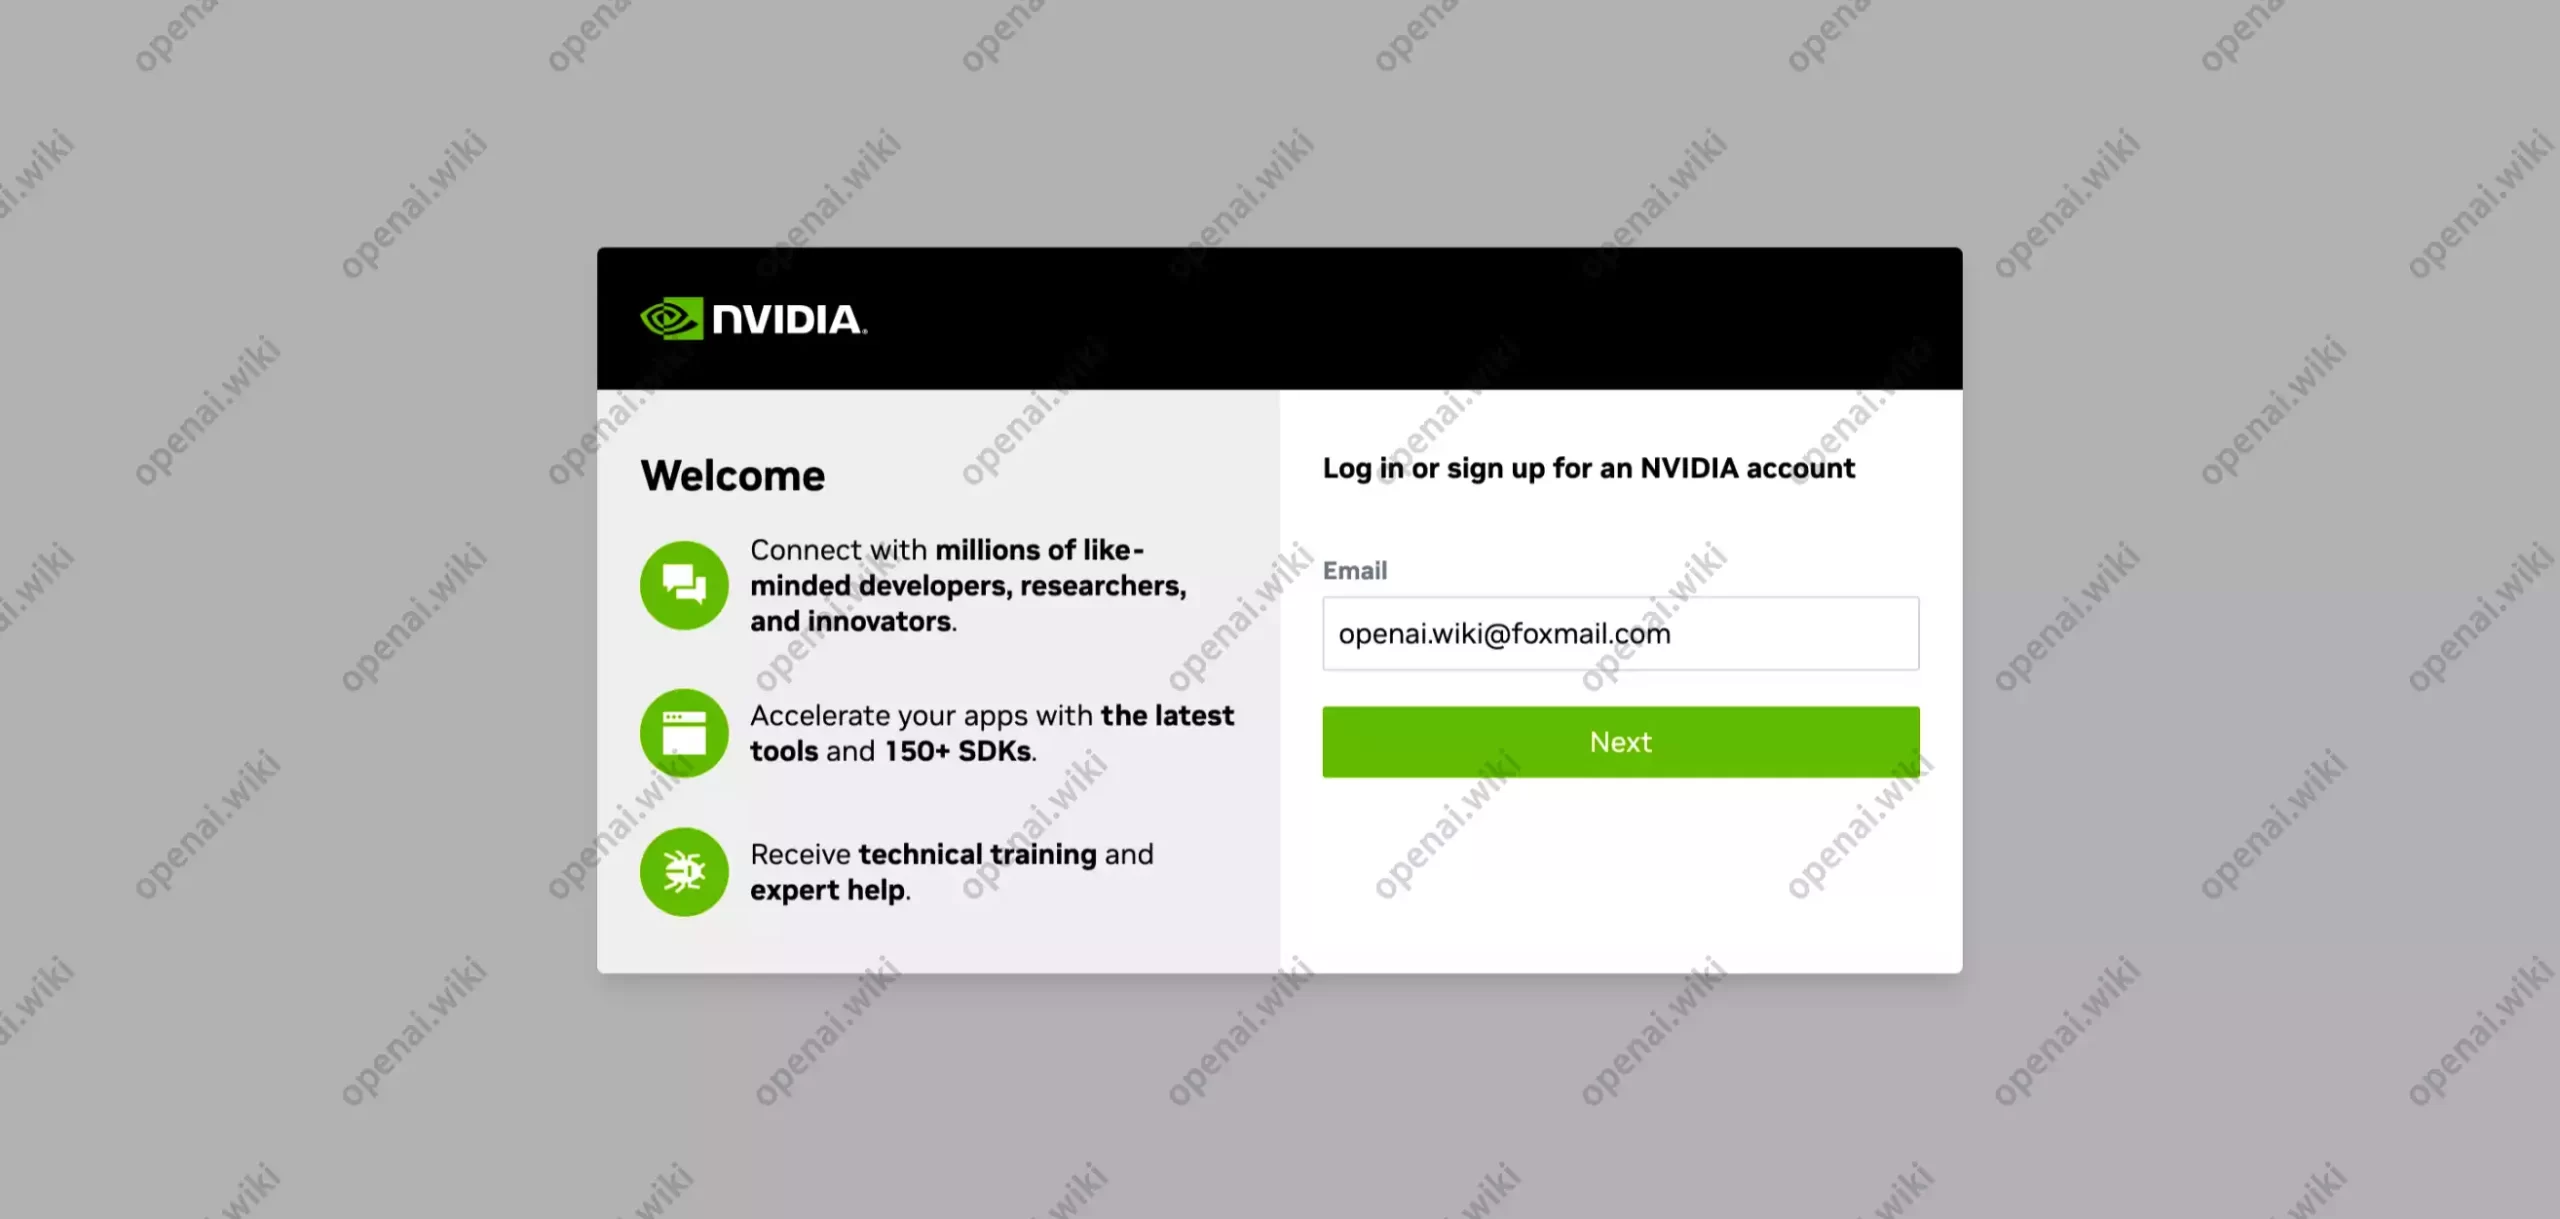 NVIDIA.
Welcome
Connect with millions of like-
minded developers, researchers,
and innovators.
Accelerate your apps with the latest
tools and 150+ SDKs.
Receive technical training and
expert help.
Log in or sign up for an NVIDIA account
Email
openai.wiki@foxmail.com
Next
openai.wiki